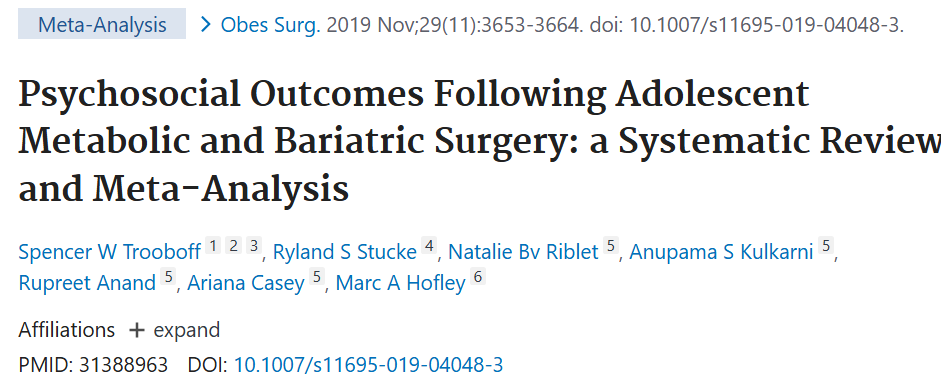 Meta-Analysis > Obes Surg. 2019 Nov;29(11):3653-3664. doi: 10.1007/s11695-019-04048-3.
Psychosocial Outcomes Following Adolescent
Metabolic and Bariatric Surgery: a Systematic Review
and Meta-Analysis
Spencer W Trooboff 1 2 3, Ryland S Stucke 4, Natalie Bv Riblet 5, Anupama S Kulkarni 5,
Rupreet Anand 5, Ariana Casey 5, Marc A Hofley 6
Affiliations + expand
PMID: 31388963 DOI: 10.1007/s11695-019-04048-3